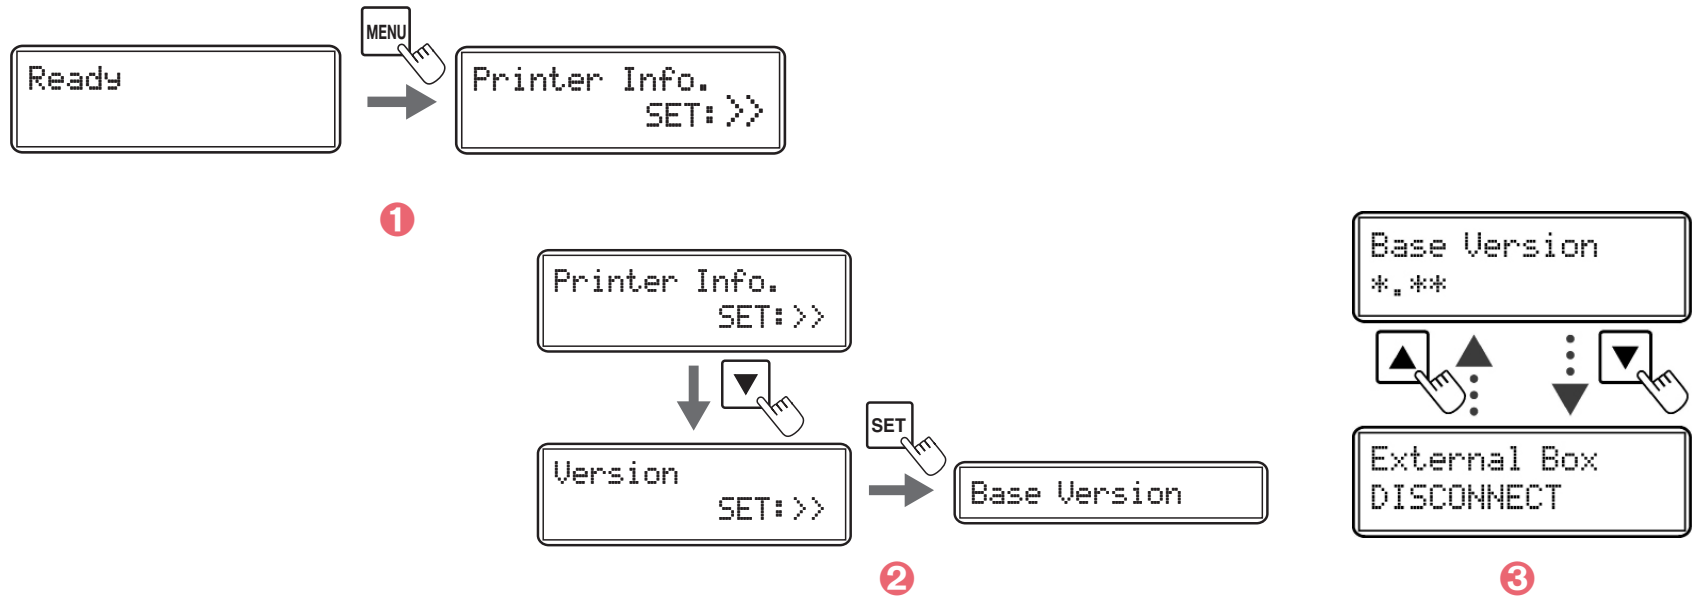 MENU
Ready
Printer Info.
SET:>>
1
Printer Info.
SET:>>
▼
Version
SET:>>
SET
Base Version
2
Base Version
*.**
▲
▼
External Box
DISCONNECT
3